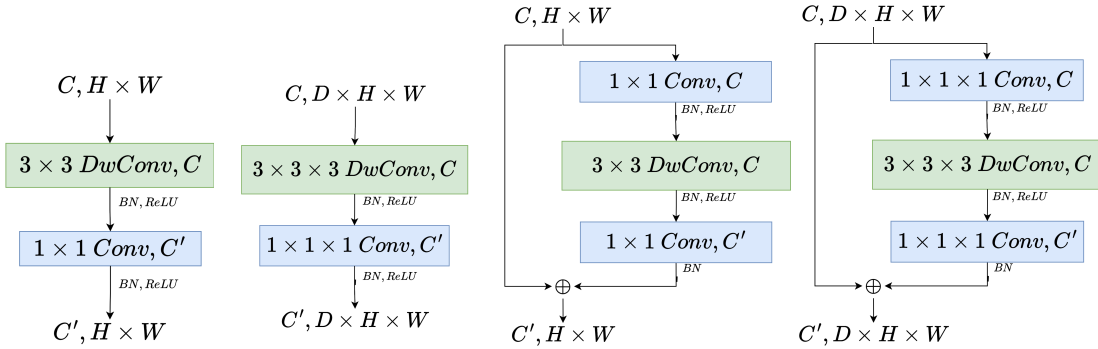 C, H × W
3 × 3 DwConv, C
BN, ReLU
1 × 1 Conv, C′
BN, ReLU
C′, H × W
C, D × H × W
3 × 3 × 3 DwConv, C
BN, ReLU
1 × 1 × 1 Conv, C′
BN, ReLU
C′, D × H × W
C, H × W
1 × 1 Conv, C
BN, ReLU
3 × 3 DwConv, C
BN, ReLU
1 × 1 Conv, C′
BN
⊕
C′, H × W
C, D × H × W
1 × 1 × 1 Conv, C
BN, ReLU
3 × 3 × 3 DwConv, C
BN, ReLU
1 × 1 × 1 Conv, C′
BN
⊕
C′, D × H × W